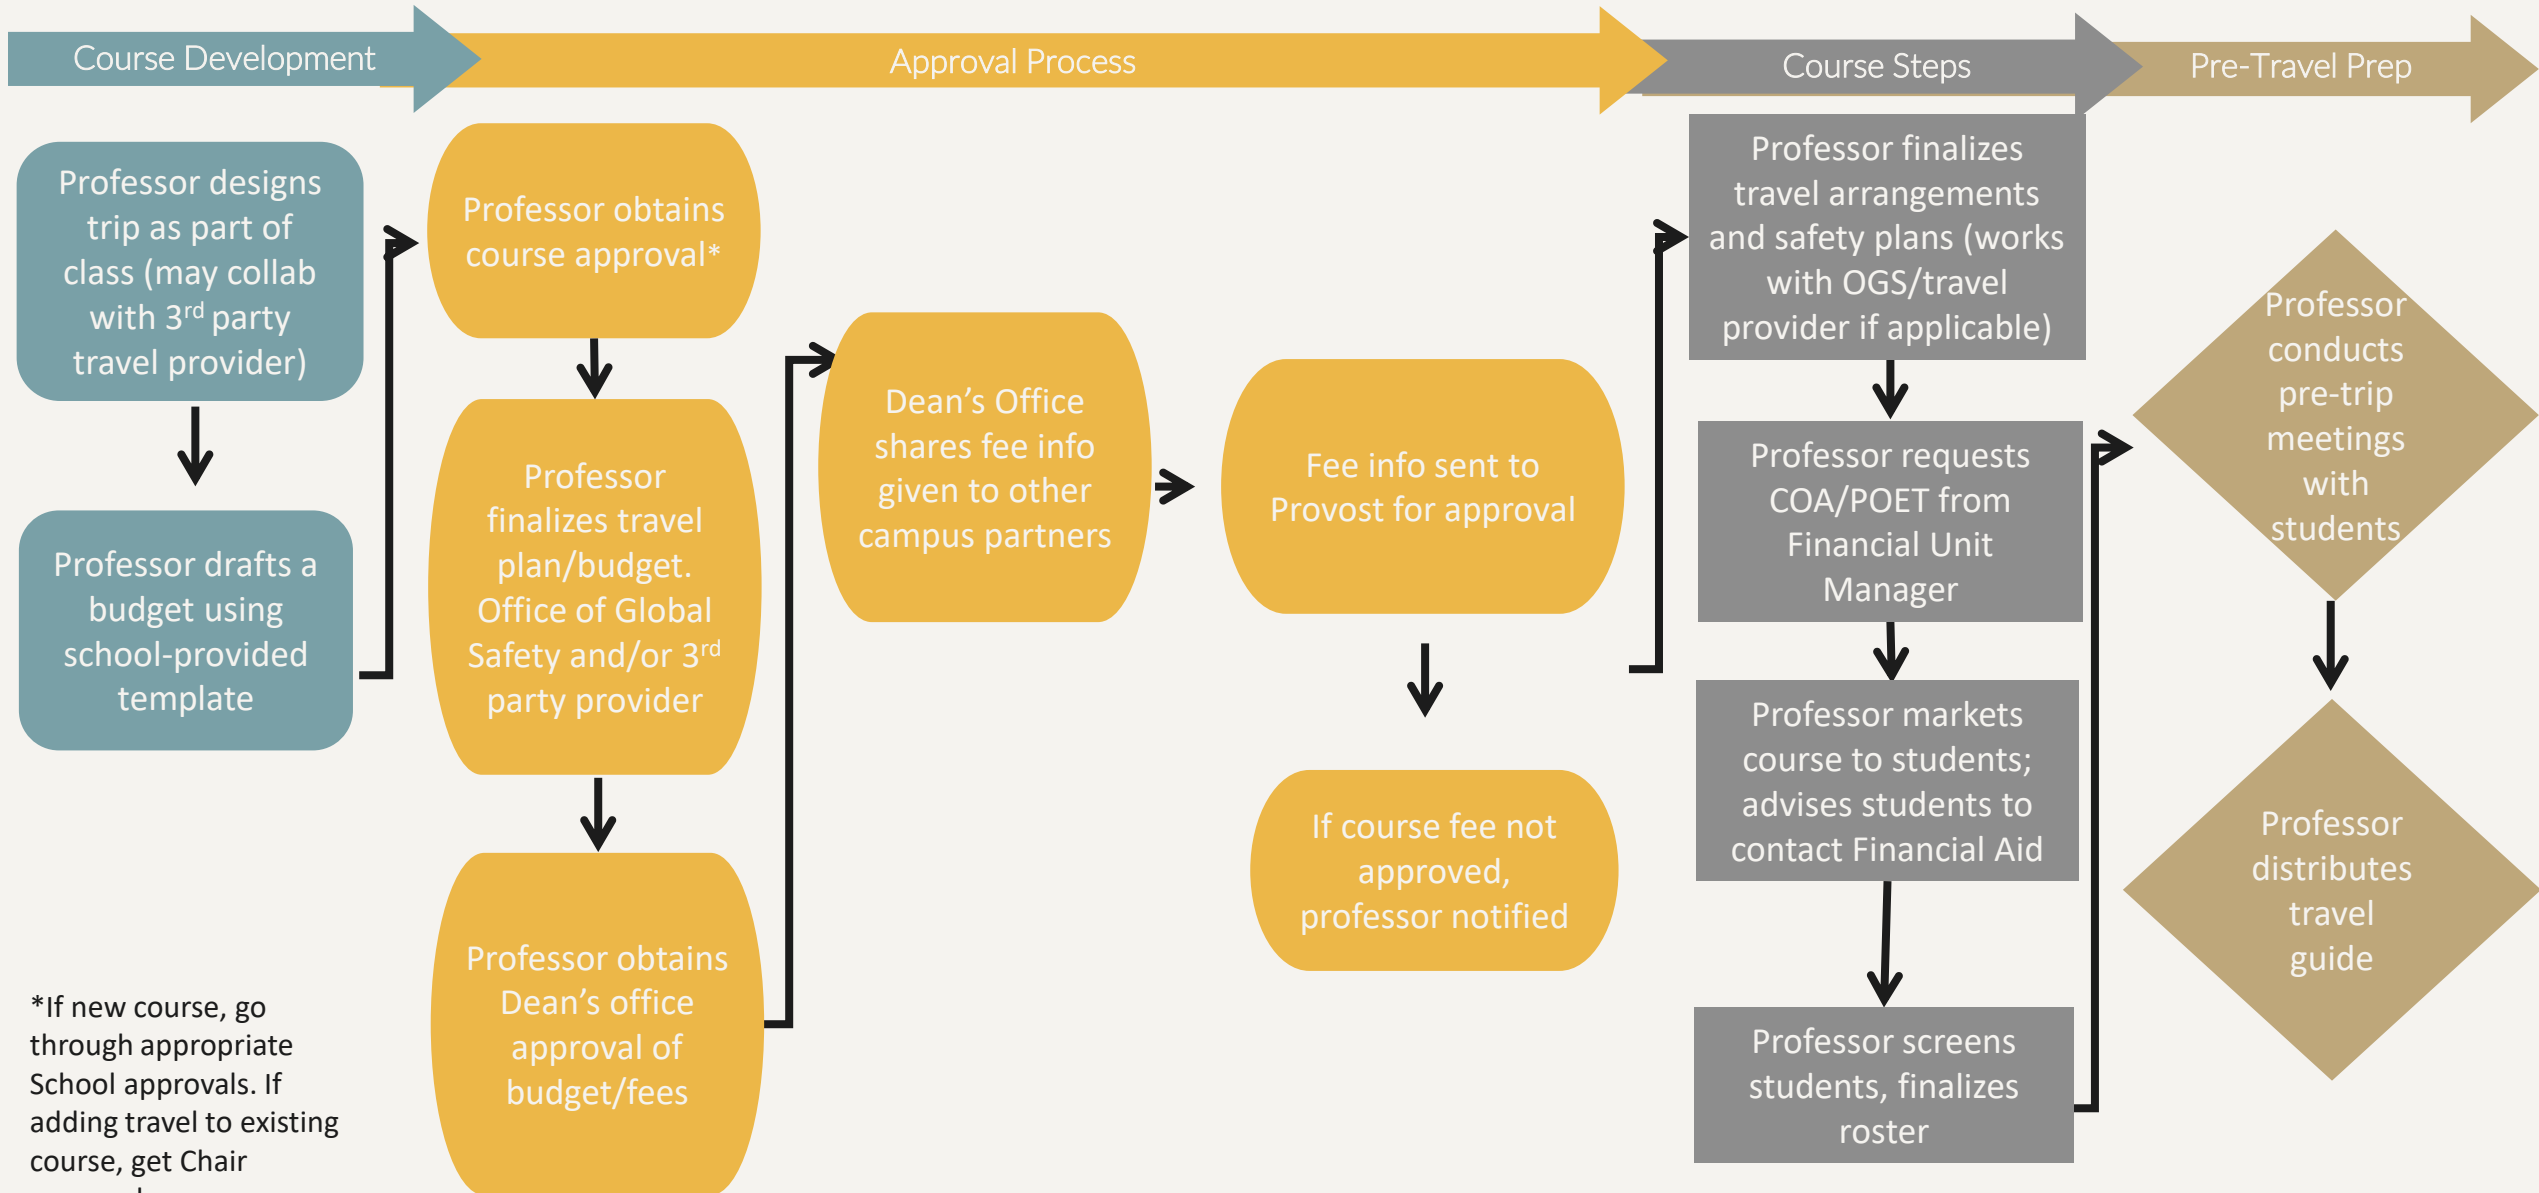 Course Development
Approval Process
Course Steps
Pre-Travel Prep
Professor designs
trip as part of
class (may collab
with 3rd party
travel provider)
Professor drafts a
budget using
school-provided
template
*If new course, go
through appropriate
School approvals. If
adding travel to existing
course, get Chair
Professor obtains
course approval*
Professor
finalizes travel
plan/budget.
Office of Global
Safety and/or 3rd
party provider
Professor obtains
Dean’s office
approval of
budget/fees
Dean’s Office
shares fee info
given to other
campus partners
Fee info sent to
Provost for approval
If course fee not
approved,
professor notified
Professor finalizes
travel arrangements
and safety plans (works
with OGS/travel
provider if applicable)
Professor requests
COA/POET from
Financial Unit
Manager
Professor markets
course to students;
advises students to
contact Financial Aid
Professor screens
students, finalizes
roster
Professor
conducts
pre-trip
meetings
with
students
Professor
distributes
travel
guide